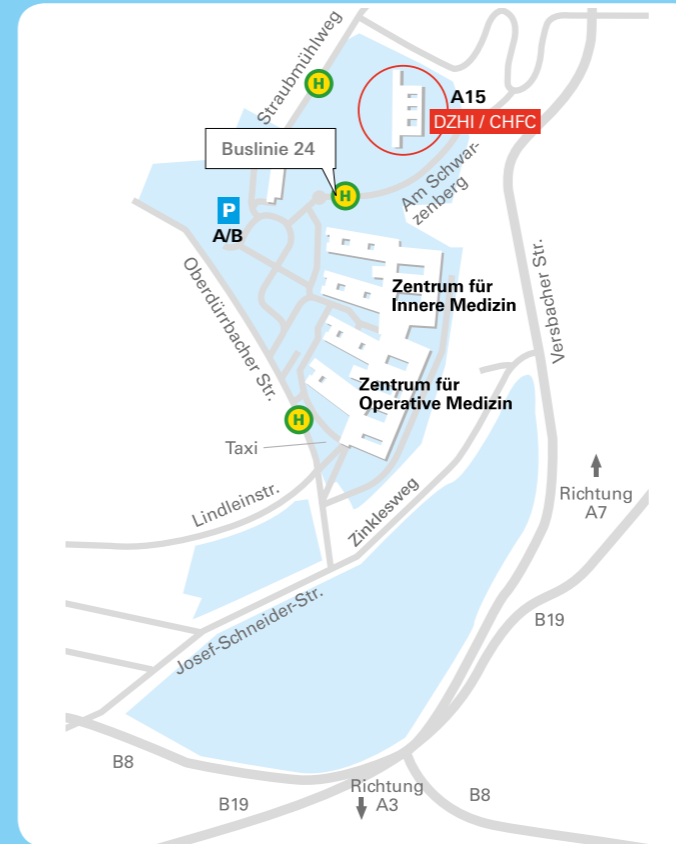 Straubmühlweg
H
A15
DZHI / CHFC
Buslinie 24
H
Am Schwar-
zenberg
P
A/B
Oberdürrbacher Str.
Zentrum für
Innere Medizin
Versbacher Str.
Zentrum für
Operative Medizin
H
Taxi
Lindleinstr.
Zinklesweg
Richtung
A7
Josef-Schneider-Str.
B19
B8
Richtung
A3
B19
B8